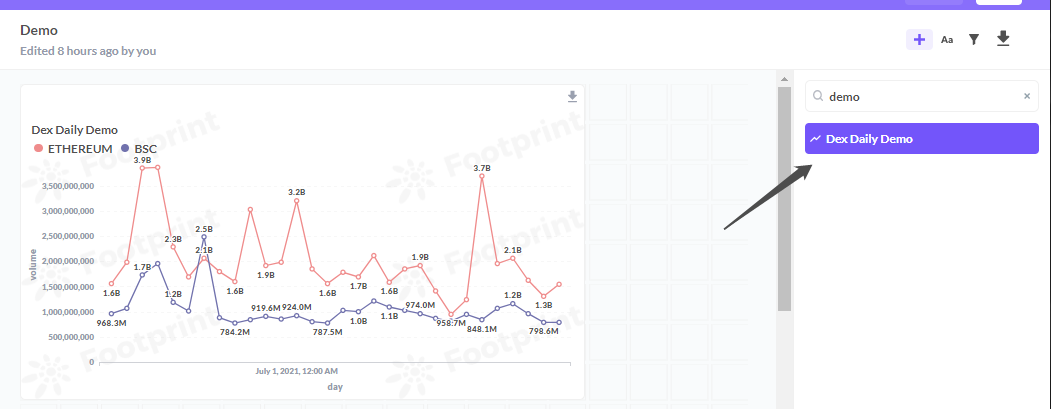 Demo
Edited 8 hours ago by you
Aa
demo
×
Dex Daily Demo
Dex Daily Demo
ETHEREUM BSC
3.9B
3.7B
3,500,000,000
3.2B
3,000,000,000
2.5B
2,500,000,000
2.3B
2.1B
1.9B
2.1B
2,000,000,000
1.7B
1.9B
1.6B
1.6B
1.6B
1.7B
1.6B
1,500,000,000
1.2B
1.2B
1.3B
919.6M
924.0M
974.0M
1,000,000,000
968.3M
784.2M
787.5M
1.0B
1.1B
958.7M
848.1M
798.6M
500,000,000
0
volume
July 1, 2021, 12:00 AM
day
Footprint
Footprint
Footprint
Footprint
Footprint
Footprint